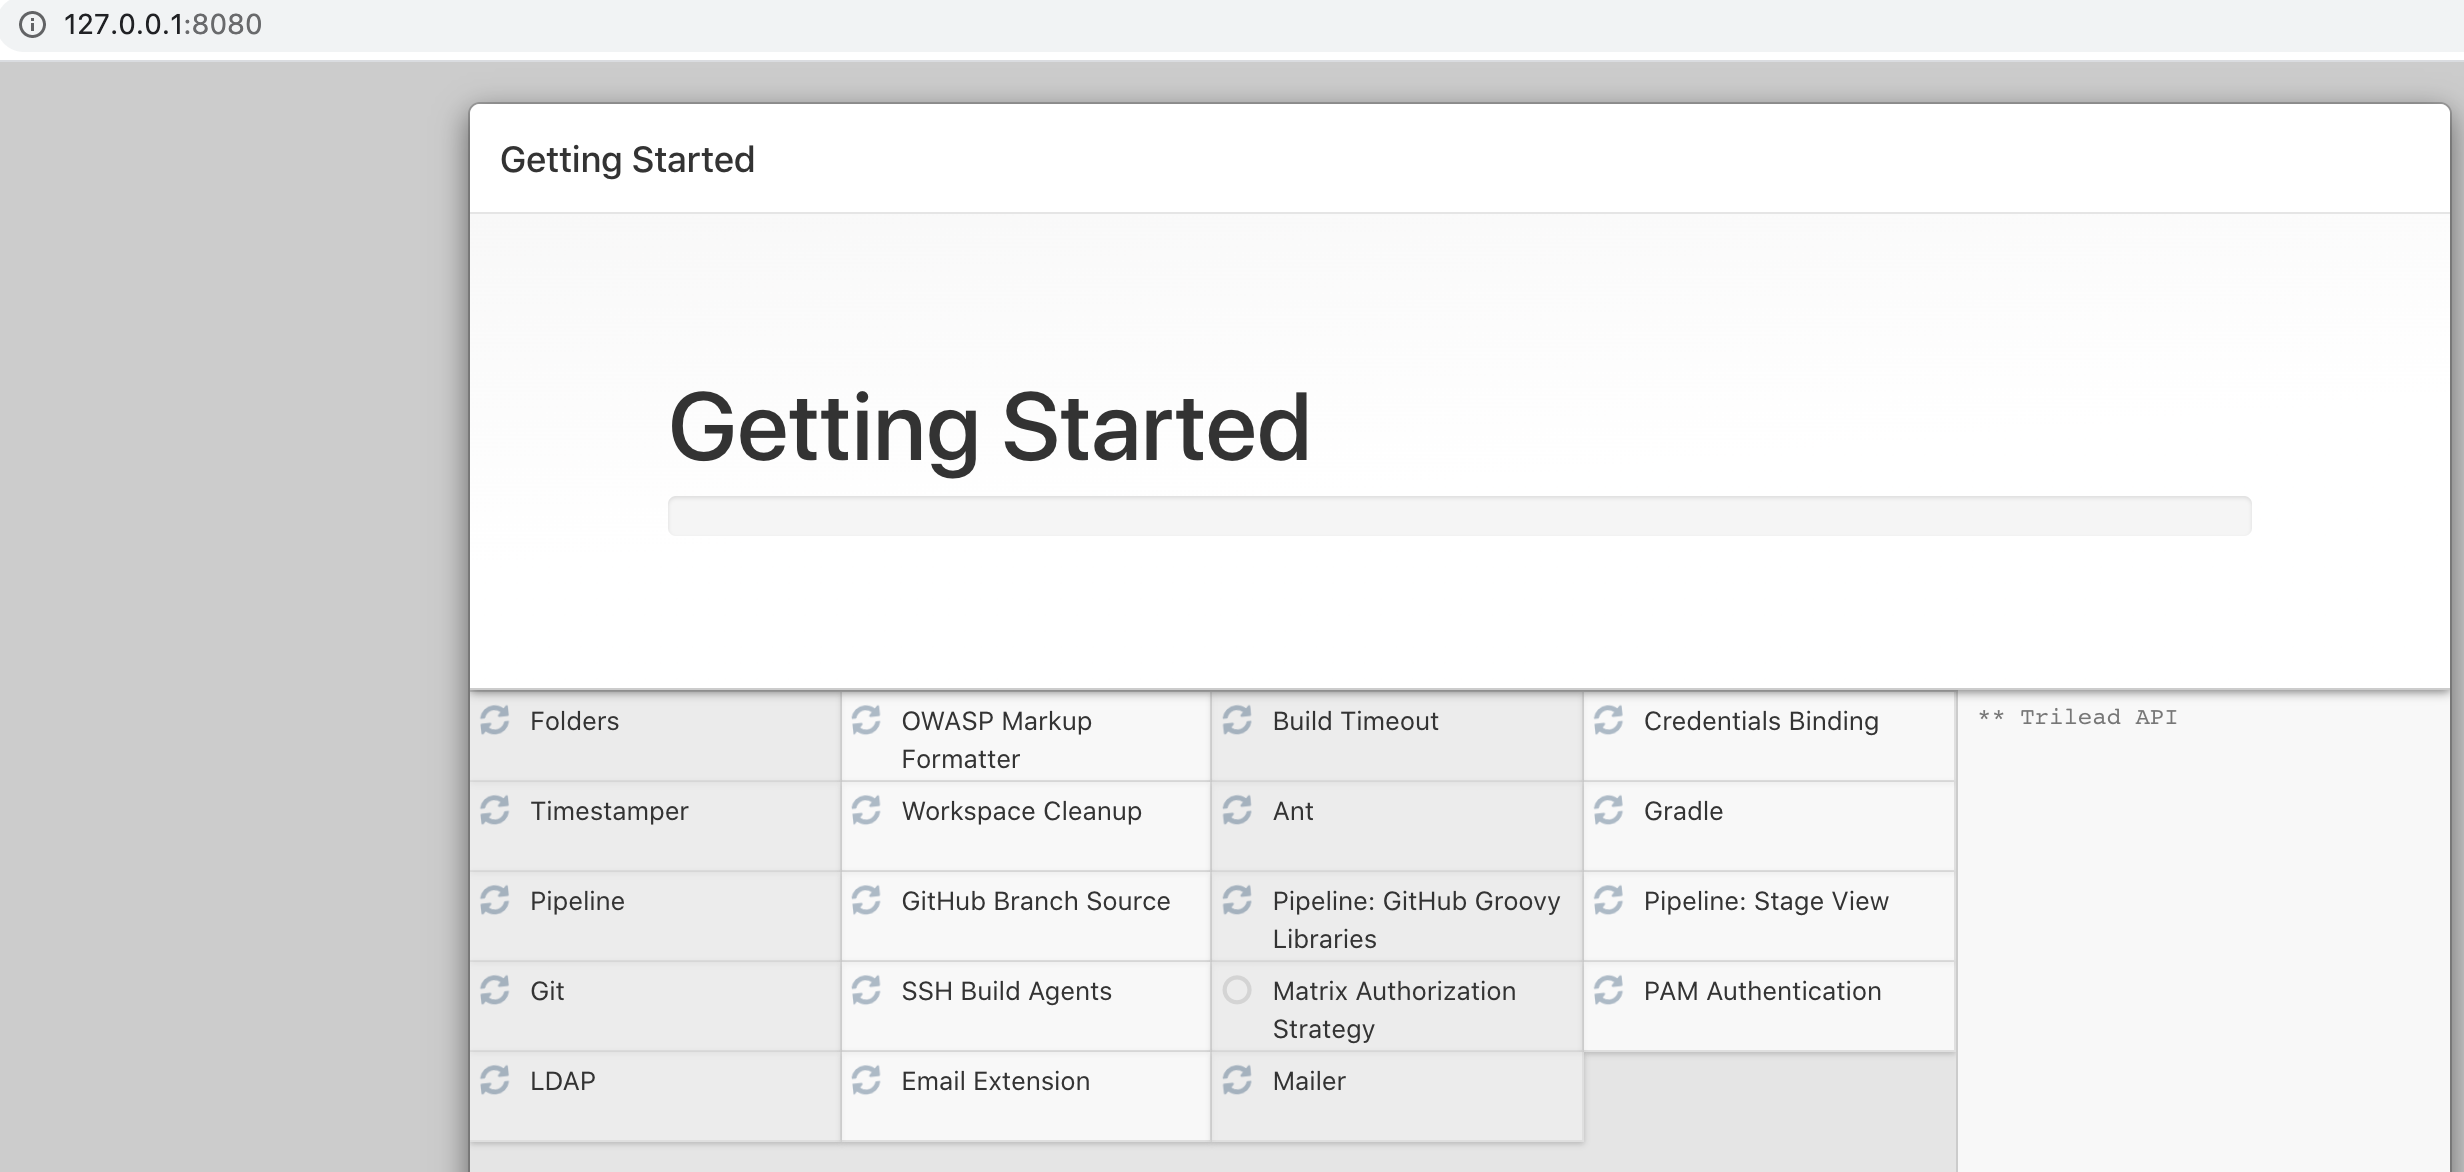 127.0.0.1:8080
Getting Started
Getting Started
Folders
OWASP Markup
Formatter
Build Timeout
Credentials Binding
** Trilead API
Timestamper
Workspace Cleanup
Ant
Gradle
Pipeline
GitHub Branch Source
Pipeline: GitHub Groovy
Libraries
Pipeline: Stage View
Git
SSH Build Agents
Matrix Authorization
Strategy
PAM Authentication
LDAP
Email Extension
Mailer